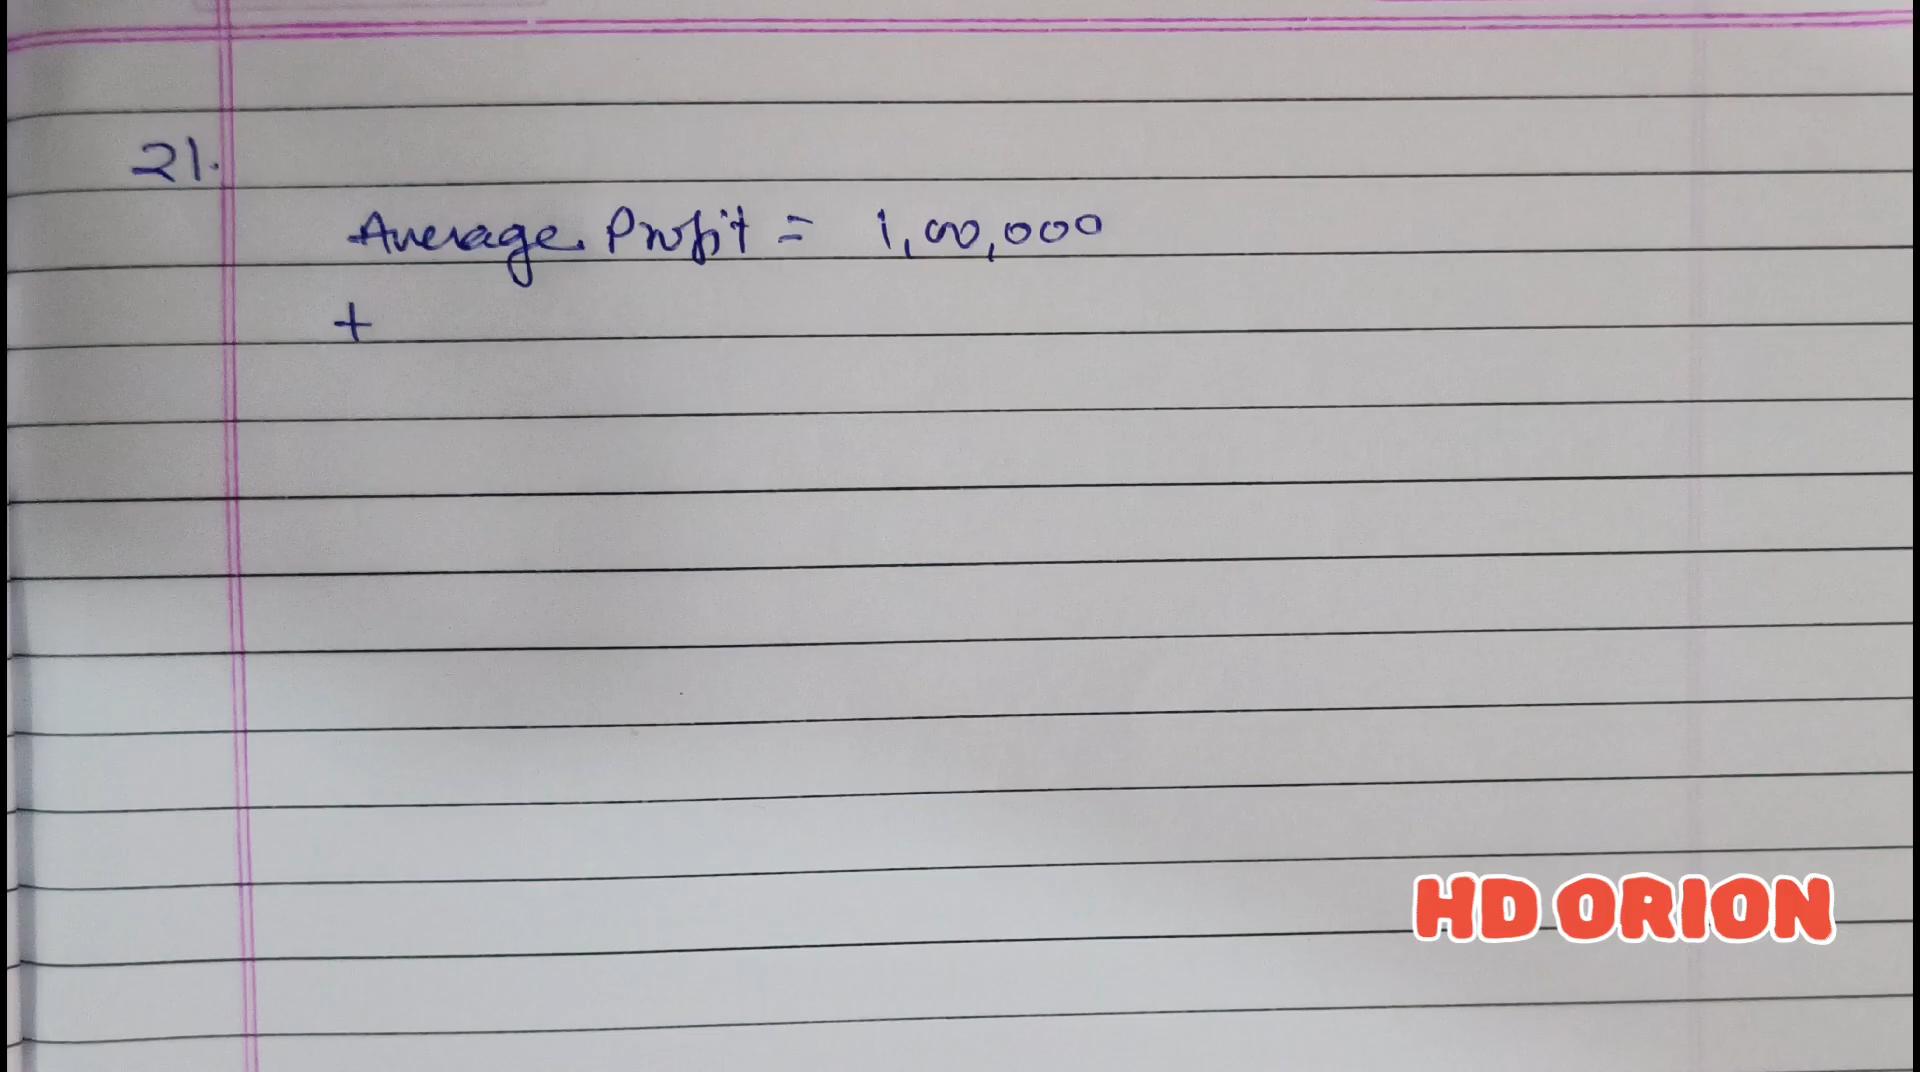 21.
Average Profit = 1,00,000
+
HD ORION